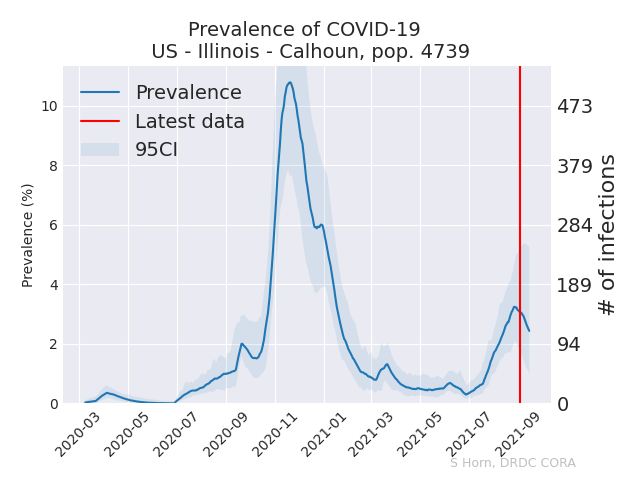 Prevalence of COVID-19
US - Illinois - Calhoun, pop. 4739
Prevalence
Latest data
95CI
Prevalence (%)
10
8
6
4
2
0
473
379
284
189
94
0
# of infections
2020-03
2020-05
2020-07
2020-09
2020-11
2021-01
2021-03
2021-05
2021-07
2021-09
S Horn, DRDC CORA